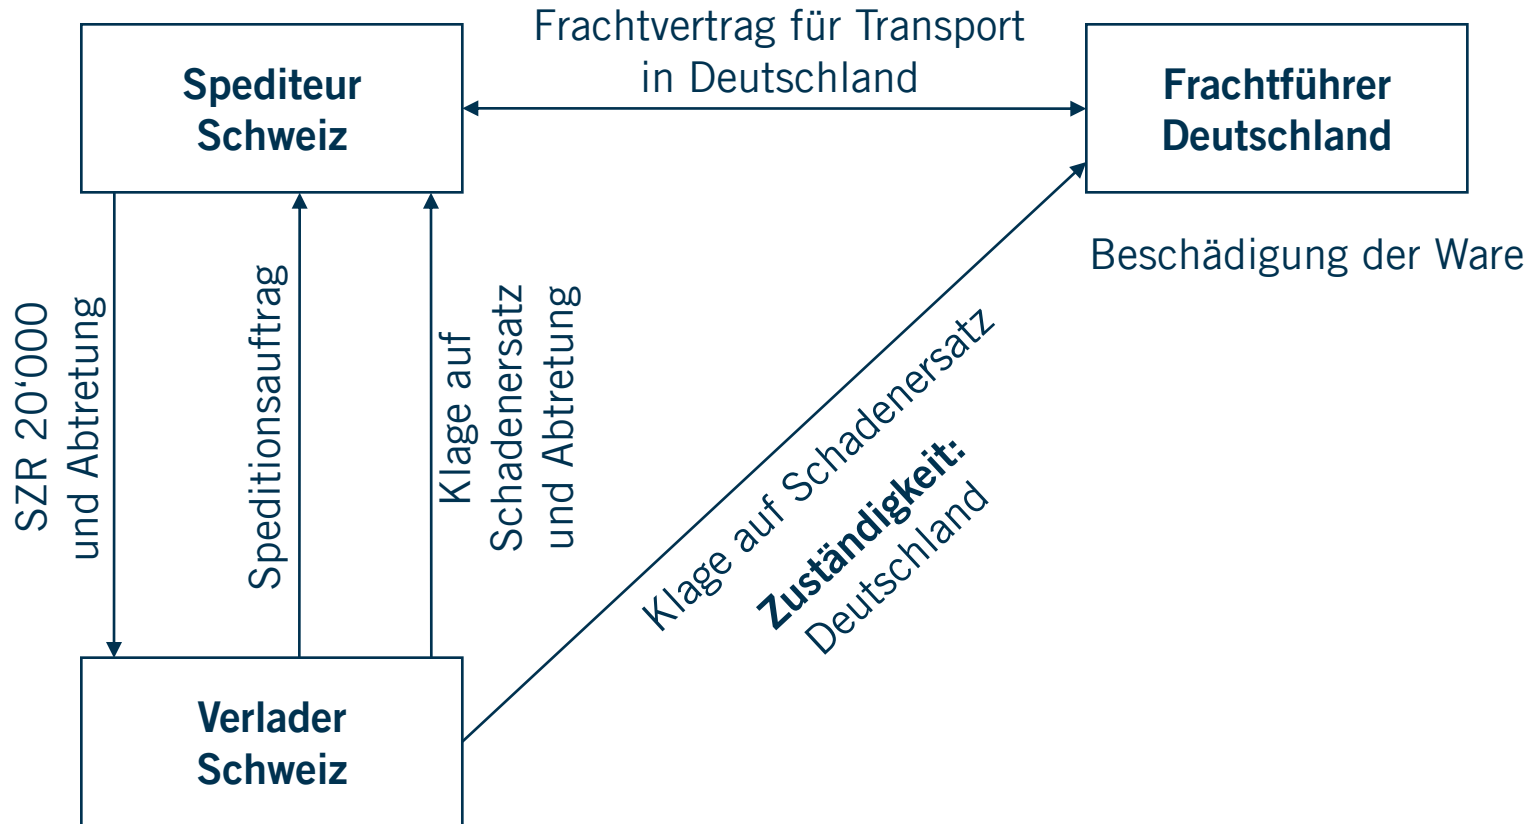 Frachtvertrag für Transport
in Deutschland
Spediteur
Schweiz
Frachtführer
Deutschland
Beschädigung der Ware
SZR 20‘000
und Abtretung
Speditionsauftrag
Klage auf
Schadenersatz
und Abtretung
Klage auf Schadenersatz
Zuständigkeit:
Deutschland
Verlader
Schweiz